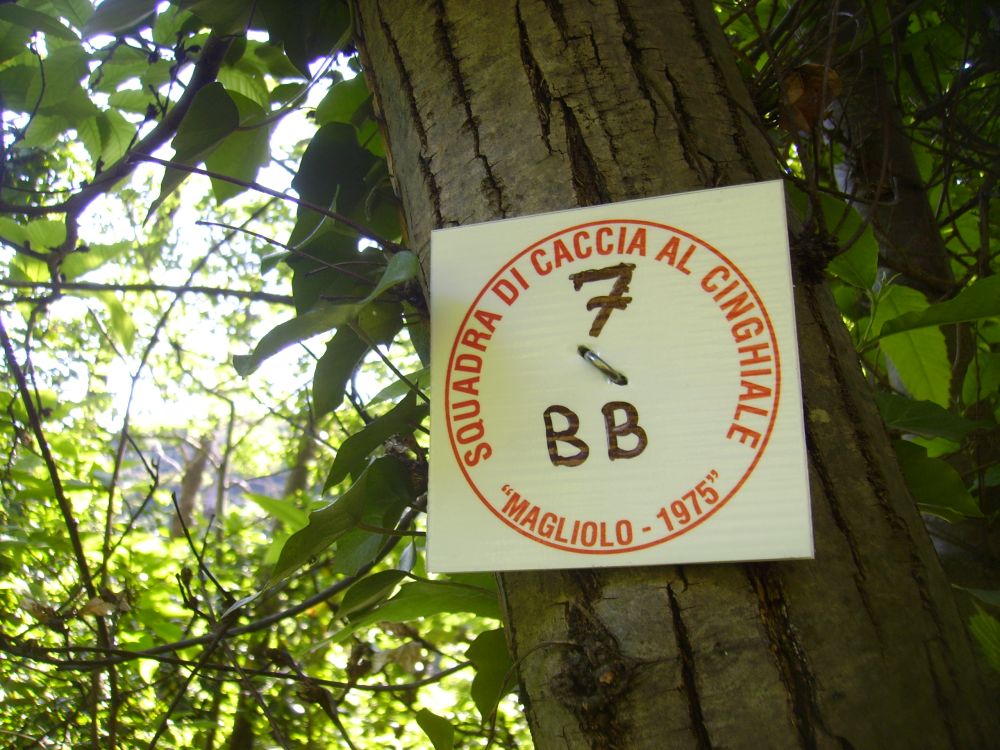 SQUADRA DI CACCIA AL CINGHIALE
7
BB
"MAGLIOLO - 1975"